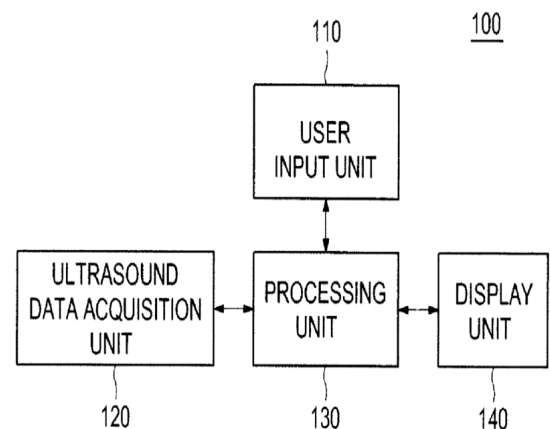 110
100
USER
INPUT UNIT
ULTRASOUND
DATA ACQUISITION
UNIT
PROCESSING
UNIT
DISPLAY
UNIT
120
130
140